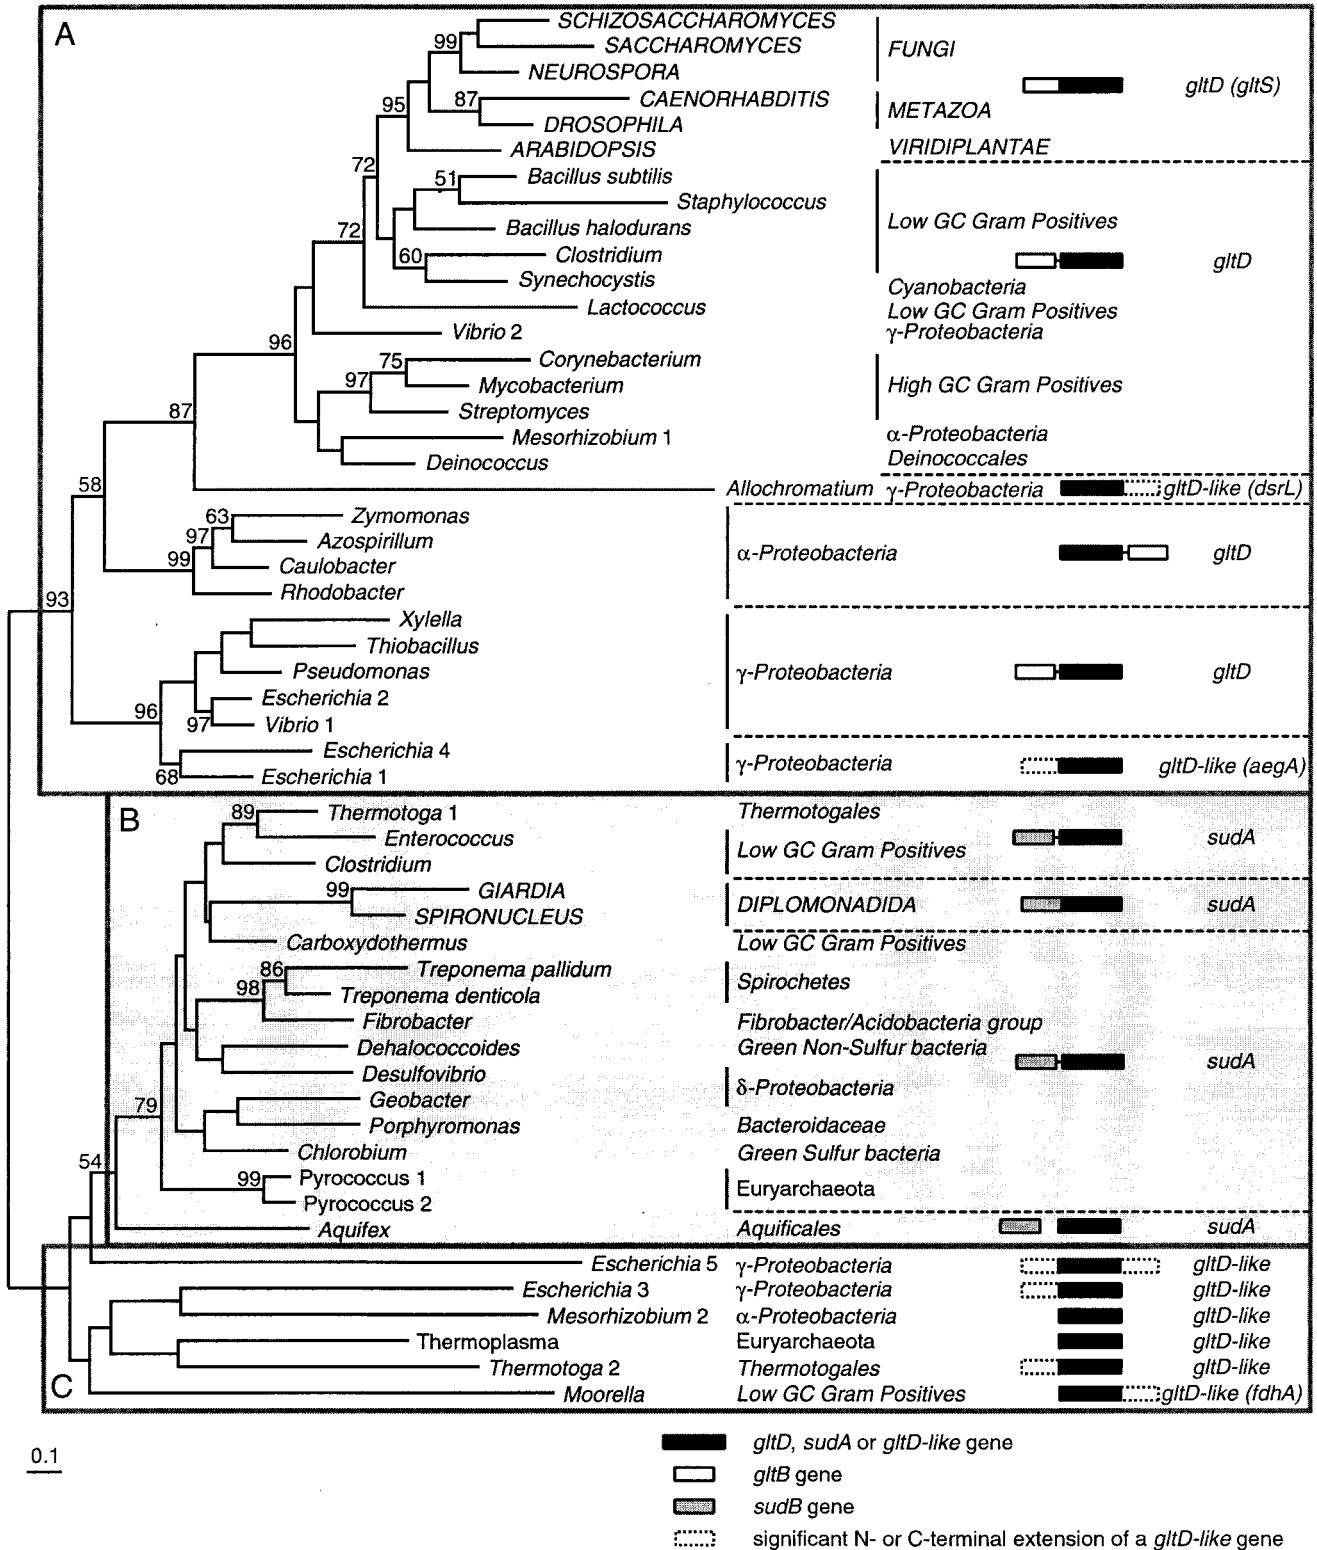 A
SCHIZOSACCHAROMYCES
99
SACCHAROMYCES
FUNGI
NEUROSPORA
gltD (gltS)
95
87
CAENORHABDITIS
METAZOA
DROSOPHILA
ARABIDOPSIS
VIRIDIPLANTAE
72
51
Bacillus subtilis
Staphylococcus
Low GC Gram Positives
72
Bacillus halodurans
60
Clostridium
gltD
Synechocystis
Cyanobacteria
Lactococcus
Low GC Gram Positives
Vibrio 2
γ-Proteobacteria
96
75
Corynebacterium
97
Mycobacterium
High GC Gram Positives
87
Streptomyces
Mesorhizobium 1
α-Proteobacteria
Deinococcus
Deinococcales
58
Allochromatium
γ-Proteobacteria
gltD-like (dsrL)
63
Zymomonas
97
Azospirillum
α-Proteobacteria
gltD
99
Caulobacter
Rhodobacter
93
Xylella
Thiobacillus
Pseudomonas
γ-Proteobacteria
gltD
96
Escherichia 2
97
Vibrio 1
Escherichia 4
γ-Proteobacteria
gltD-like (aegA)
68
Escherichia 1
B
89
Thermotoga 1
Thermotogales
Enterococcus
sudA
Low GC Gram Positives
Clostridium
99
GIARDIA
DIPLOMONADIDA
sudA
SPIRONUCLEUS
Carboxydothermus
Low GC Gram Positives
86
Treponema pallidum
Spirochetes
98
Treponema denticola
Fibrobacter
Fibrobacter/Acidobacteria group
Dehalococcoides
Green Non-Sulfur bacteria
sudA
Desulfovibrio
δ-Proteobacteria
79
Geobacter
Porphyromonas
Bacteroidaceae
Chlorobium
Green Sulfur bacteria
54
99
Pyrococcus 1
Euryarchaeota
Pyrococcus 2
Aquifex
Aquificales
sudA
Escherichia 5
γ-Proteobacteria
gltD-like
Escherichia 3
γ-Proteobacteria
gltD-like
Mesorhizobium 2
α-Proteobacteria
gltD-like
Thermoplasma
Euryarchaeota
gltD-like
Thermotoga 2
Thermotogales
gltD-like
C
Moorella
Low GC Gram Positives
gltD-like (fdhA)
0.1
gltD, sudA or gltD-like gene
gltB gene
sudB gene
significant N- or C-terminal extension of a gltD-like gene